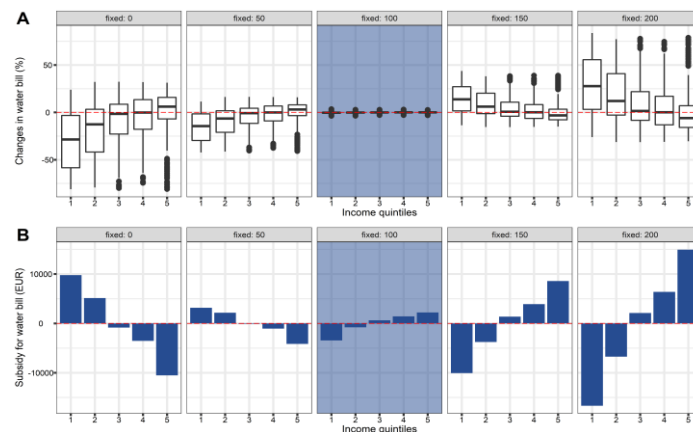 A
fixed: 0 fixed: 50 fixed: 100 fixed: 150 fixed: 200
Changes in water bill (%)
50
0
-50
1 2 3 4 5 1 2 3 4 5 1 2 3 4 5 1 2 3 4 5 1 2 3 4 5
Income quintiles
B
fixed: 0 fixed: 50 fixed: 100 fixed: 150 fixed: 200
Subsidy for water bill (EUR)
10000
0
-10000
1 2 3 4 5 1 2 3 4 5 1 2 3 4 5 1 2 3 4 5 1 2 3 4 5
Income quintiles